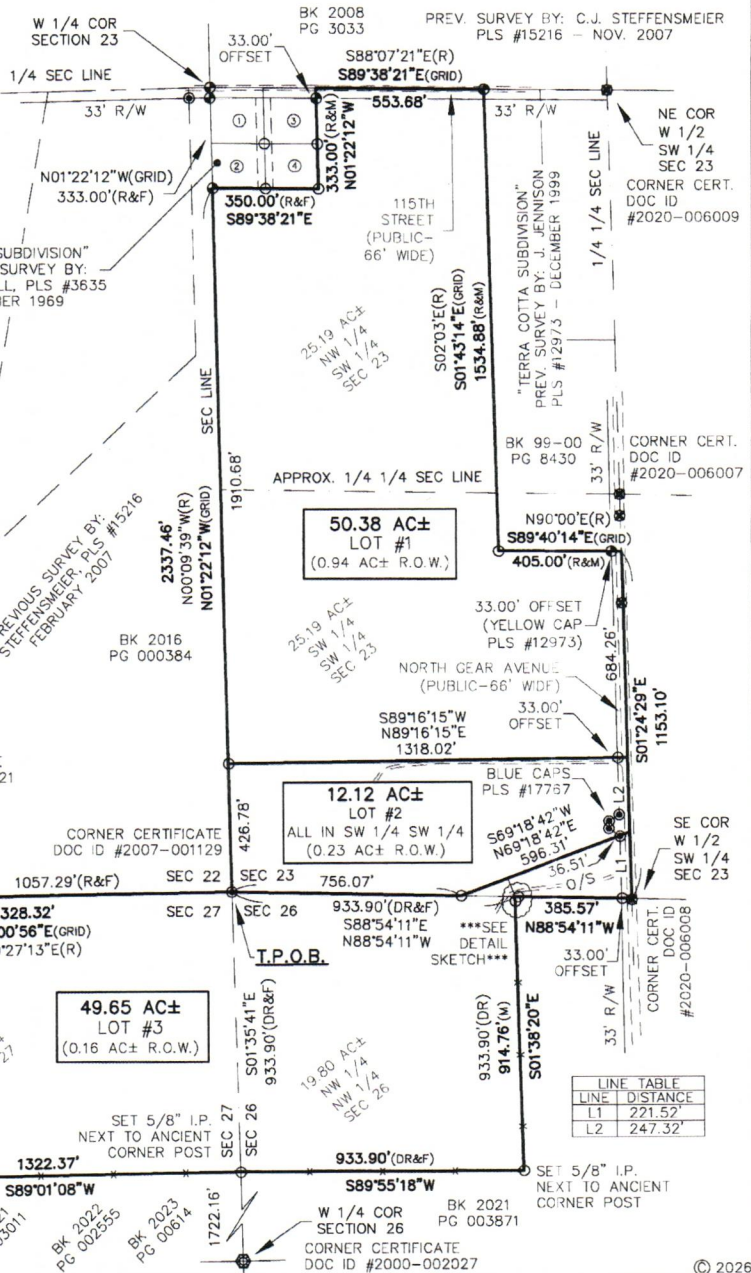 BK 2008
PG 3033
PREV. SURVEY BY: C.J. STEFFENSMEIER
PLS #15216 - NOV. 2007
W 1/4 COR
SECTION 23
33.00'
OFFSET
S88°07'21"E(R)
S89°38'21"E(GRID)
553.68'
1/4 SEC LINE
33' R/W
33' R/W
NE COR
W 1/2
SW 1/4
SEC 23
CORNER CERT.
DOC ID
#2020-006009
1
3
2
4
333.00'(R&M)
N01°22'12"W
N01°22'12"W(GRID)
333.00'(R&F)
350.00'(R&F)
S89°38'21"E
115TH
STREET
(PUBLIC-
66' WIDE)
1/4 1/4 SEC LINE
SUBDIVISION"
SURVEY BY:
LL, PLS #3635
BER 1969
"TERRA COTTA SUBDIVISION"
PREV. SURVEY BY: J. JENNISON
PLS #12973 - DECEMBER 1999
25.19 AC±
NW 1/4
SW 1/4
SEC 23
S02°03'E(R)
S01°43'14"E(GRID)
1534.88'(R&M)
SEC LINE
BK 99-00
PG 8430
33' R/W
CORNER CERT.
DOC ID
#2020-006007
APPROX. 1/4 1/4 SEC LINE
1910.68'
2337.46'
N00°09'39"W(R)
N01°22'12"W(GRID)
50.38 AC±
LOT #1
(0.94 AC± R.O.W.)
N90°00'E(R)
S89°40'14"E(GRID)
405.00'(R&M)
PREVIOUS SURVEY BY:
STEFFENSMEIER, PLS #15216
FEBRUARY 2007
33.00' OFFSET
(YELLOW CAP
PLS #12973)
BK 2016
PG 000384
25.19 AC±
SW 1/4
SW 1/4
SEC 23
684.26'
NORTH GEAR AVENUE
(PUBLIC-66' WIDE)
S01°24'29"E
1153.10'
S89°16'15"W
N89°16'15"E
1318.02'
33.00'
OFFSET
21
12.12 AC±
LOT #2
ALL IN SW 1/4 SW 1/4
(0.23 AC± R.O.W.)
BLUE CAPS
PLS #17767
L2
426.78'
S69°18'42"W
N69°18'42"E
596.31'
SE COR
W 1/2
SW 1/4
SEC 23
CORNER CERTIFICATE
DOC ID #2007-001129
36.51'
O/S
L1
1057.29'(R&F)
SEC 22
SEC 23
756.07'
328.32'
00'56"E(GRID)
°27'13"E(R)
SEC 27
SEC 26
933.90'(DR&F)
S88°54'11"E
N88°54'11"W
385.57'
N88°54'11"W
***SEE
DETAIL
SKETCH***
T.P.O.B.
33.00'
OFFSET
CORNER CERT.
DOC ID
#2020-006008
33' R/W
49.65 AC±
LOT #3
(0.16 AC± R.O.W.)
27
S01°35'41"E
933.90'(DR&F)
933.90'(DR)
914.76'(M)
S01°38'20"E
19.80 AC±
NW 1/4
NW 1/4
SEC 26
LINE TABLE
LINE DISTANCE
L1 221.52'
L2 247.32'
SET 5/8" I.P.
NEXT TO ANCIENT
CORNER POST
SEC 27
SEC 26
1322.37'
S89°01'08"W
933.90'(DR&F)
S89°55'18"W
SET 5/8" I.P.
NEXT TO ANCIENT
CORNER POST
BK 2021
PG 003871
03011
BK 2022
PG 002555
BK 2023
PG 00614
1722.16'
W 1/4 COR
SECTION 26
CORNER CERTIFICATE
DOC ID #2000-002027
© 2026